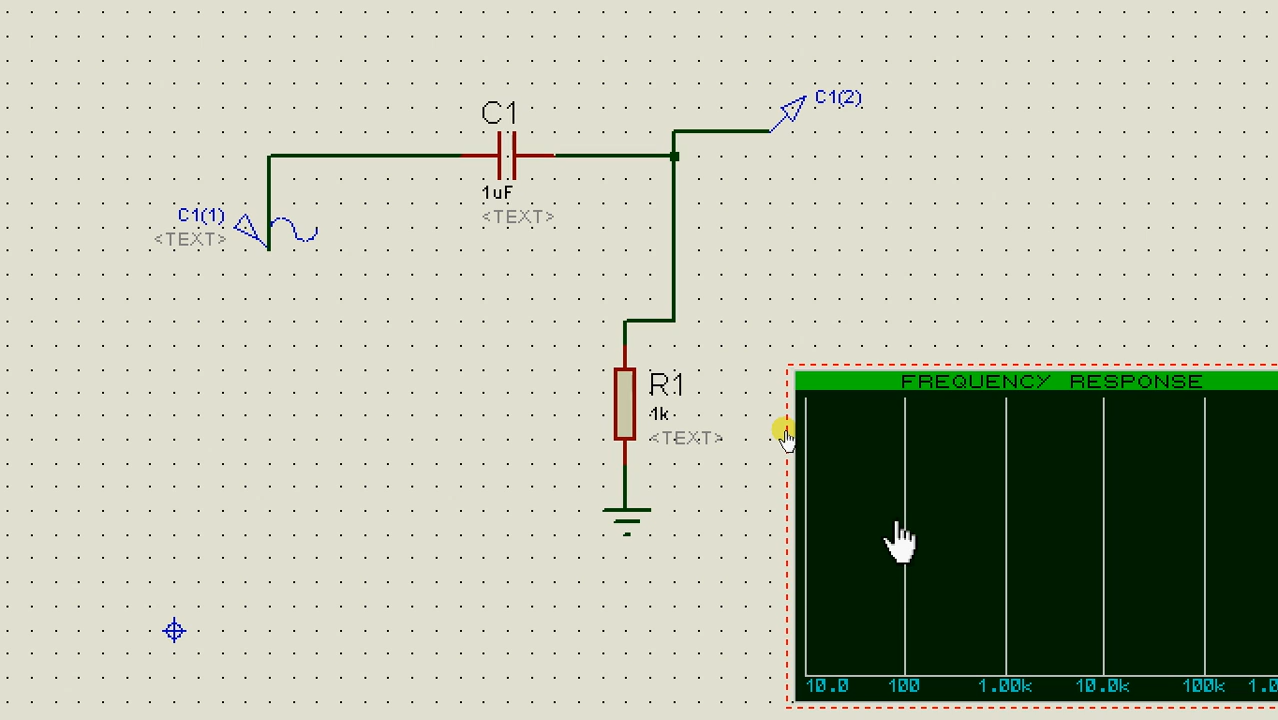 C1(2)
C1
1uF
<TEXT>
C1(1)
<TEXT>
R1
1k
<TEXT>
FREQUENCY RESPONSE
10.0 100 1.00k 10.0k 100k 1.0